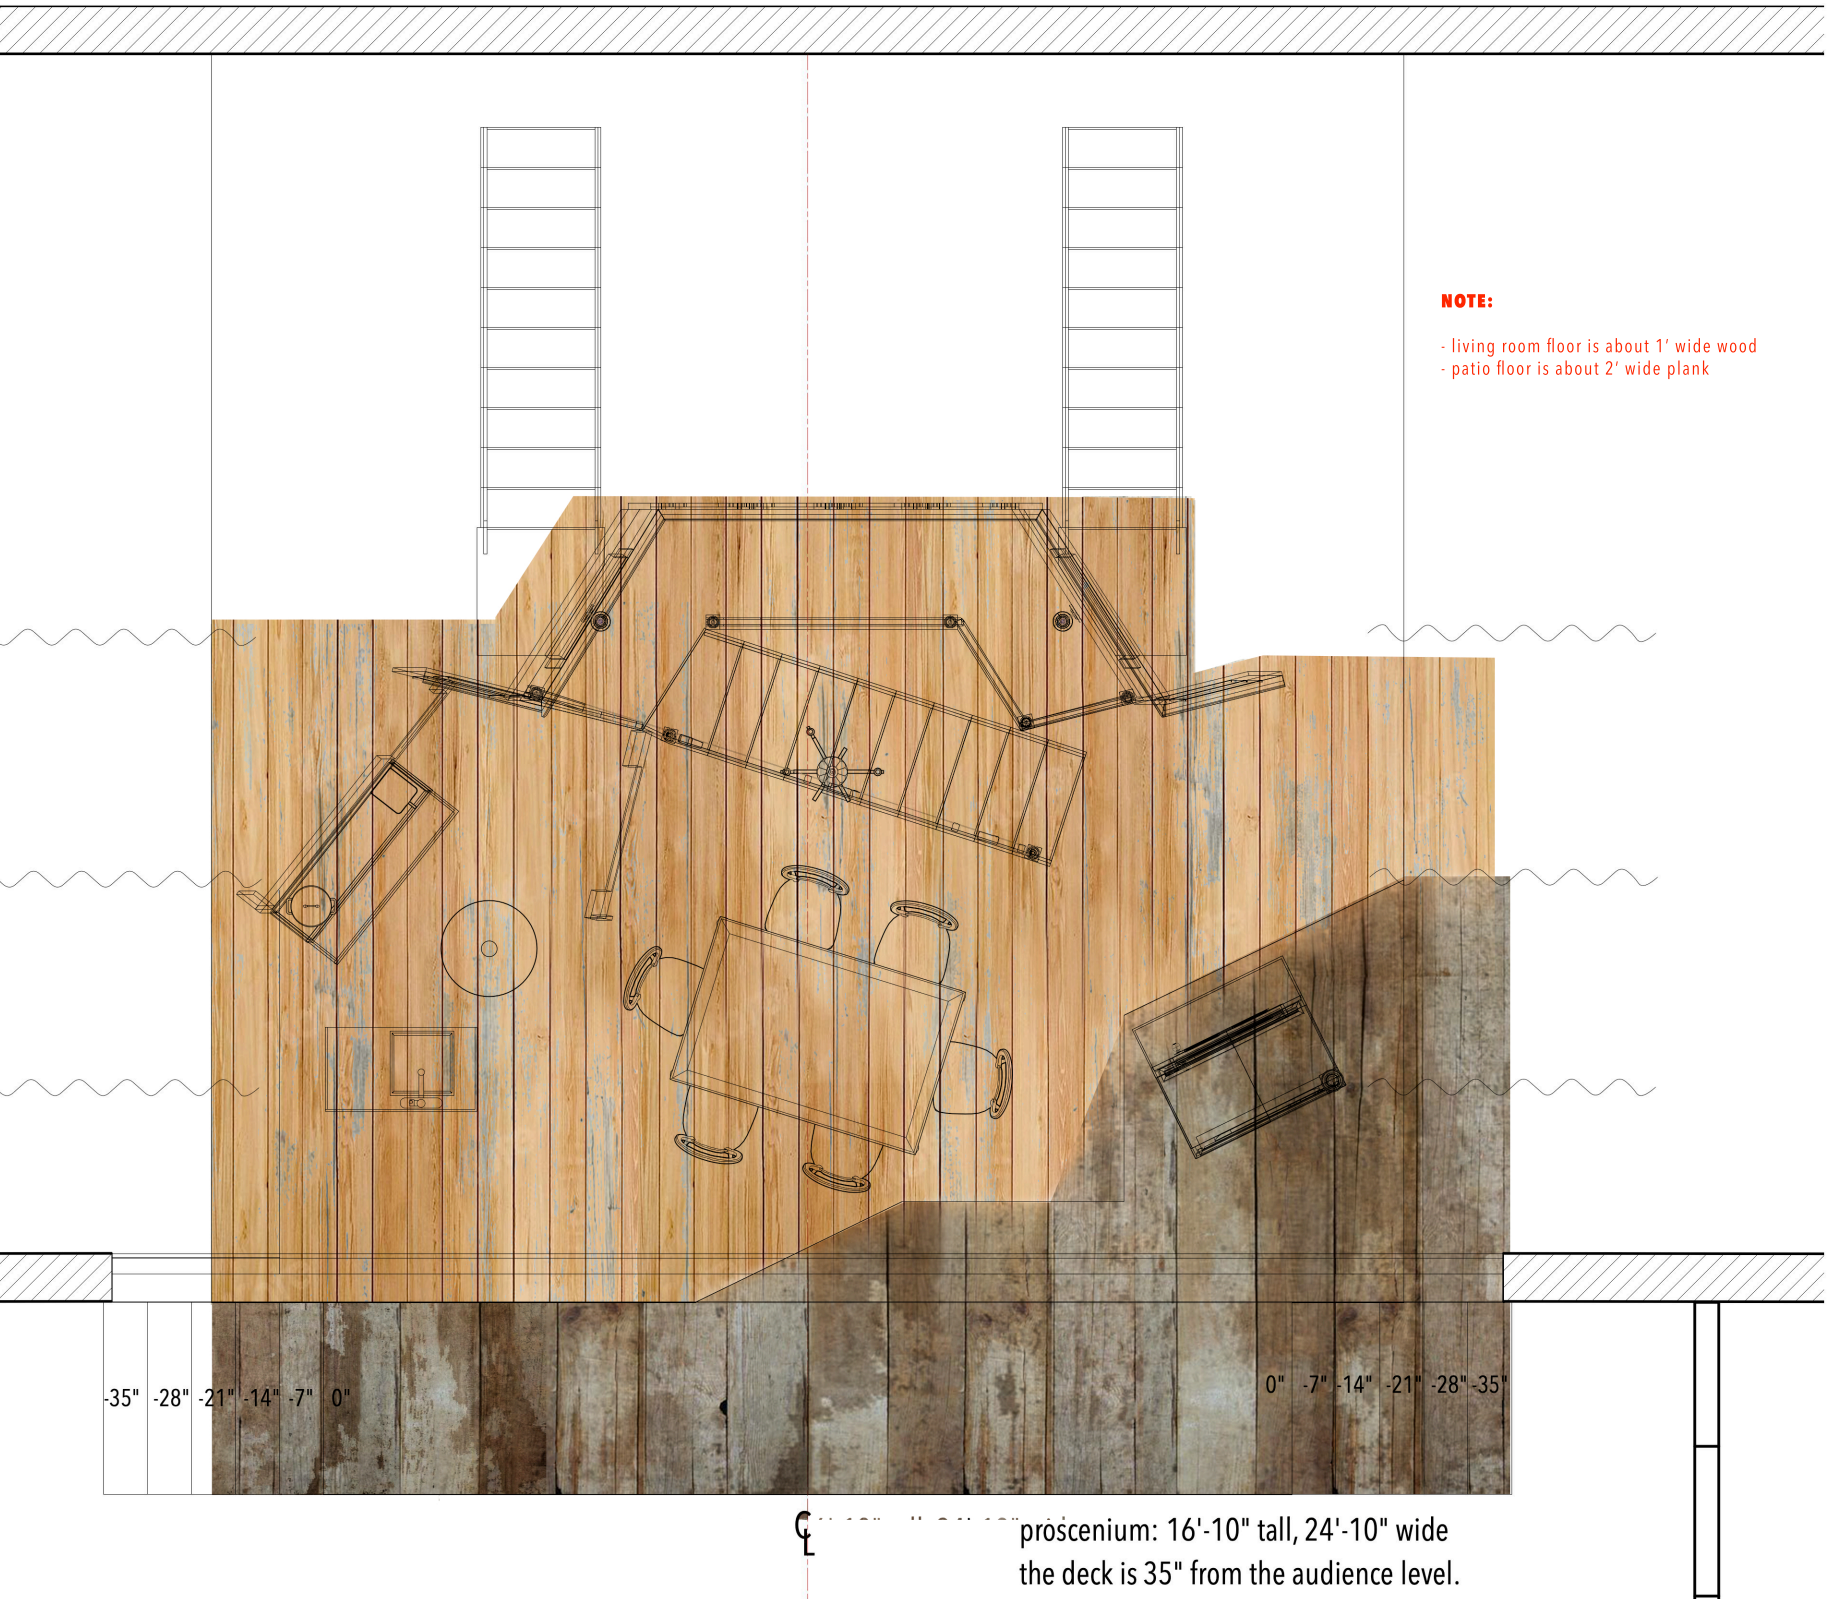 NOTE:
- living room floor is about 1' wide wood
- patio floor is about 2' wide plank
-35" -28" -21" -14" -7" 0"
0" -7" -14" -21" -28" -35"
℄
proscenium: 16'-10" tall, 24'-10" wide
the deck is 35" from the audience level.